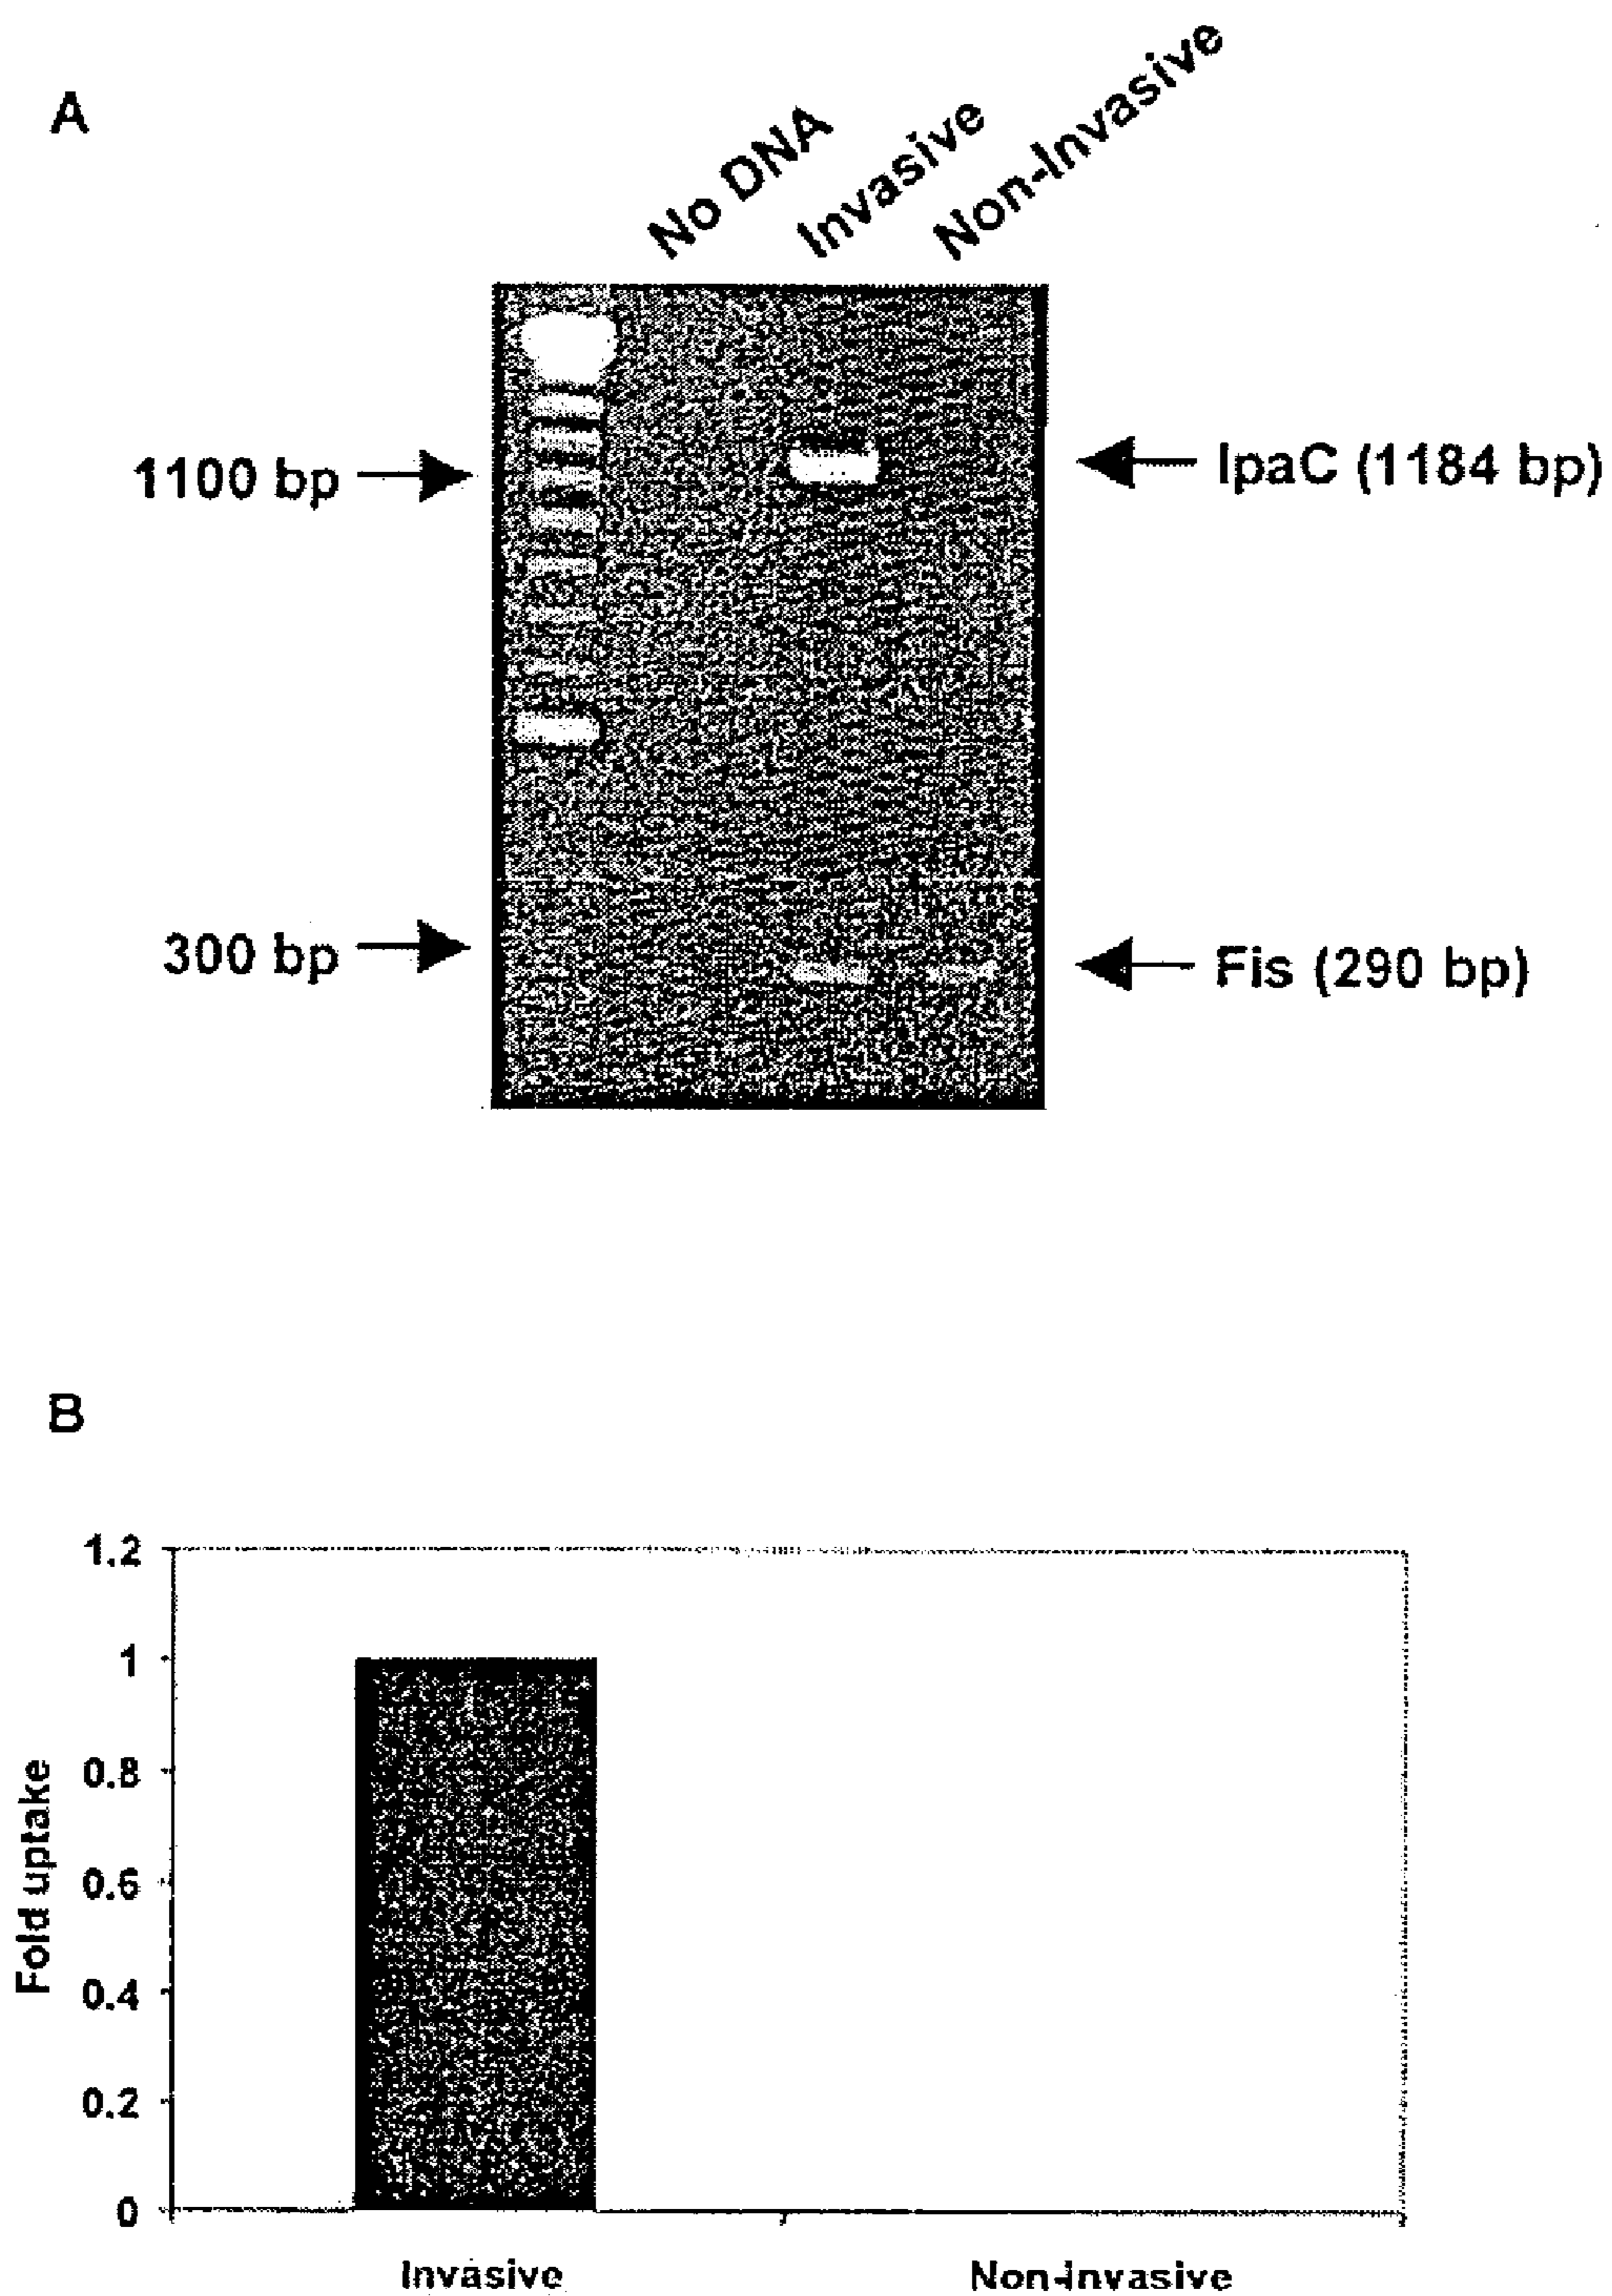 A
No DNA
Invasive
Non-Invasive
1100 bp
IpaC (1184 bp)
300 bp
Fis (290 bp)
B
1.2
1
0.8
0.6
0.4
0.2
0
Fold uptake
Invasive
Non-invasive